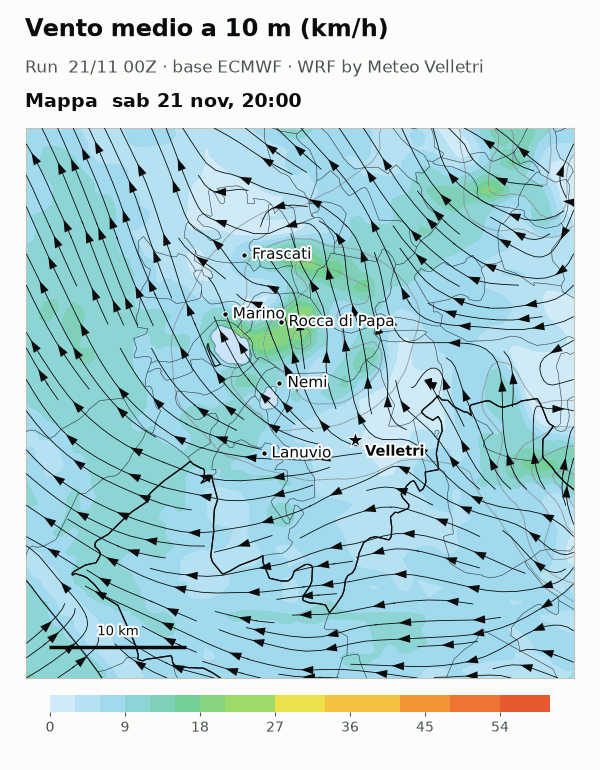 Vento medio a 10 m (km/h)
Run  21/11 00Z · base ECMWF · WRF by Meteo Velletri
Mappa  sab 21 nov, 20:00
Frascati
Marino
Rocca di Papa
Nemi
Velletri
Lanuvio
10 km
0 9 18 27 36 45 54